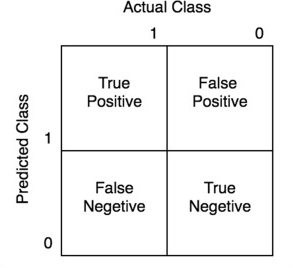 Actual Class
1 0
Predicted Class
1
True
Positive
False
Positive
0
False
Negetive
True
Negetive